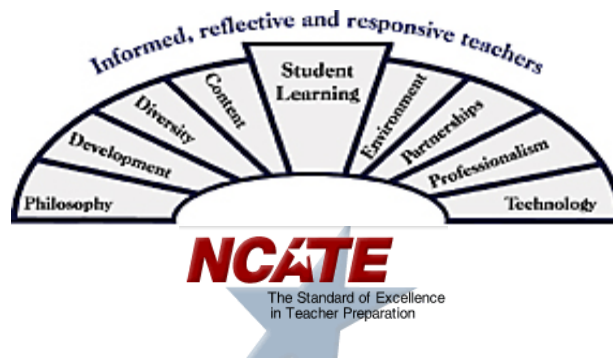 Informed, reflective and responsive teachers
Philosophy
Development
Diversity
Content
Student
Learning
Environment
Partnerships
Professionalism
Technology
NCATE
The Standard of Excellence
in Teacher Preparation